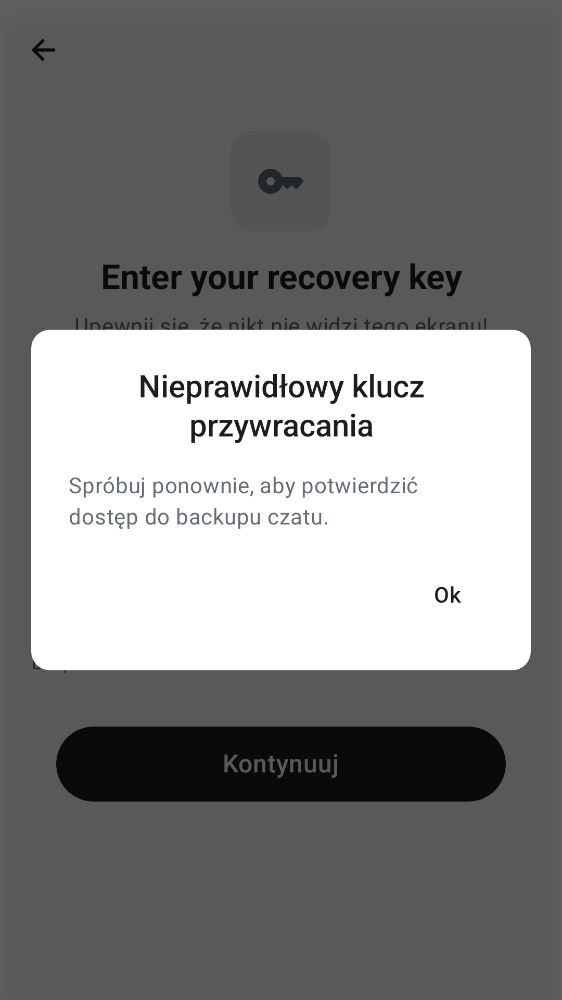 Enter your recovery key
Upewnij się, że nikt nie widzi tego ekranu!
Nieprawidłowy klucz
przywracania
Spróbuj ponownie, aby potwierdzić
dostęp do backupu czatu.
Ok
Kontynuuj